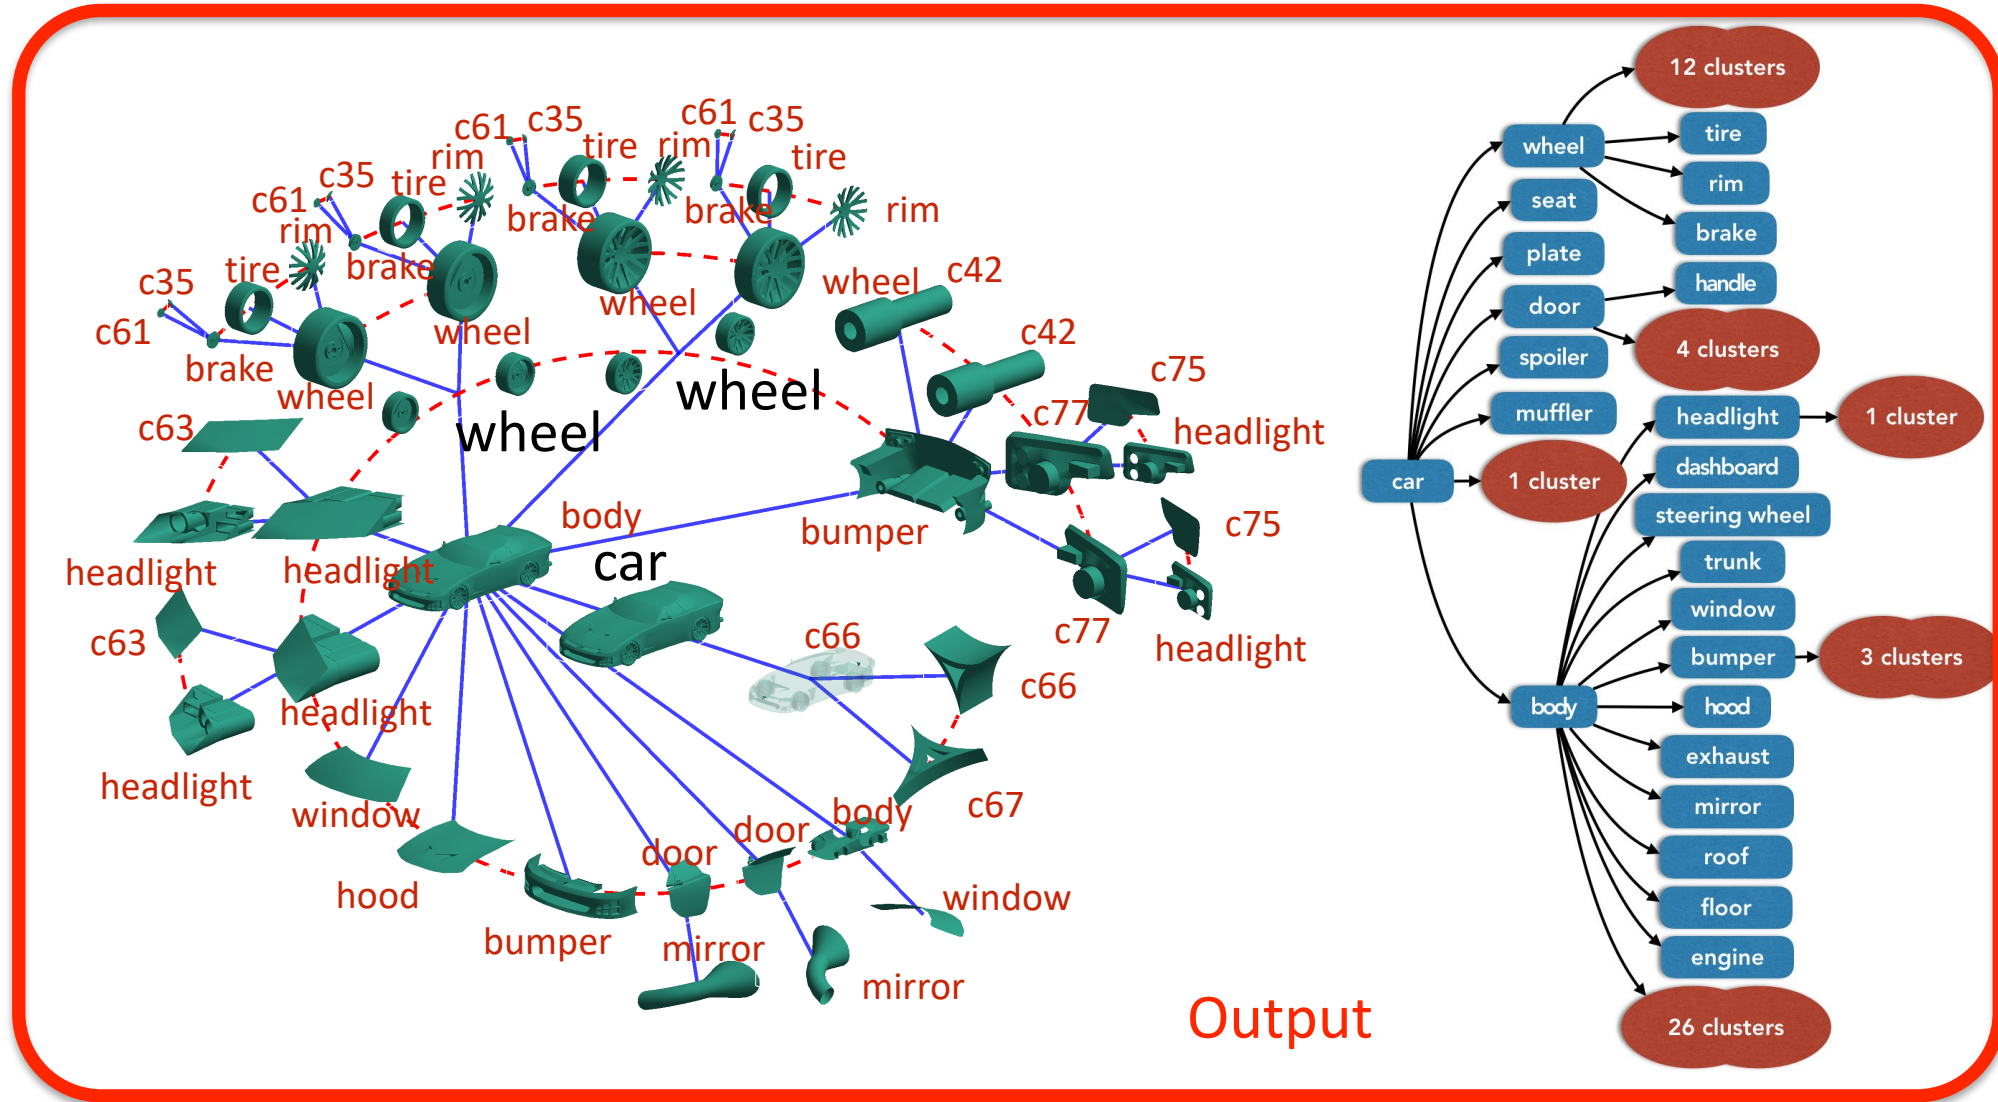 c61
c35
tire
rim
brake
c61
c35
tire
rim
brake
c61
c35
tire
rim
brake
c35
c61
tire
rim
brake
wheel
wheel
wheel
wheel
c42
wheel
wheel
c42
c75
c77
headlight
c63
headlight
headlight
body
car
bumper
c75
c77
headlight
c63
headlight
headlight
c66
c66
c67
window
hood
bumper
door
mirror
door
mirror
body
window
Output
12 clusters
wheel
tire
rim
brake
seat
plate
door
handle
4 clusters
spoiler
muffler
car
1 cluster
headlight
1 cluster
dashboard
steering wheel
trunk
window
bumper
3 clusters
body
hood
exhaust
mirror
roof
floor
engine
26 clusters